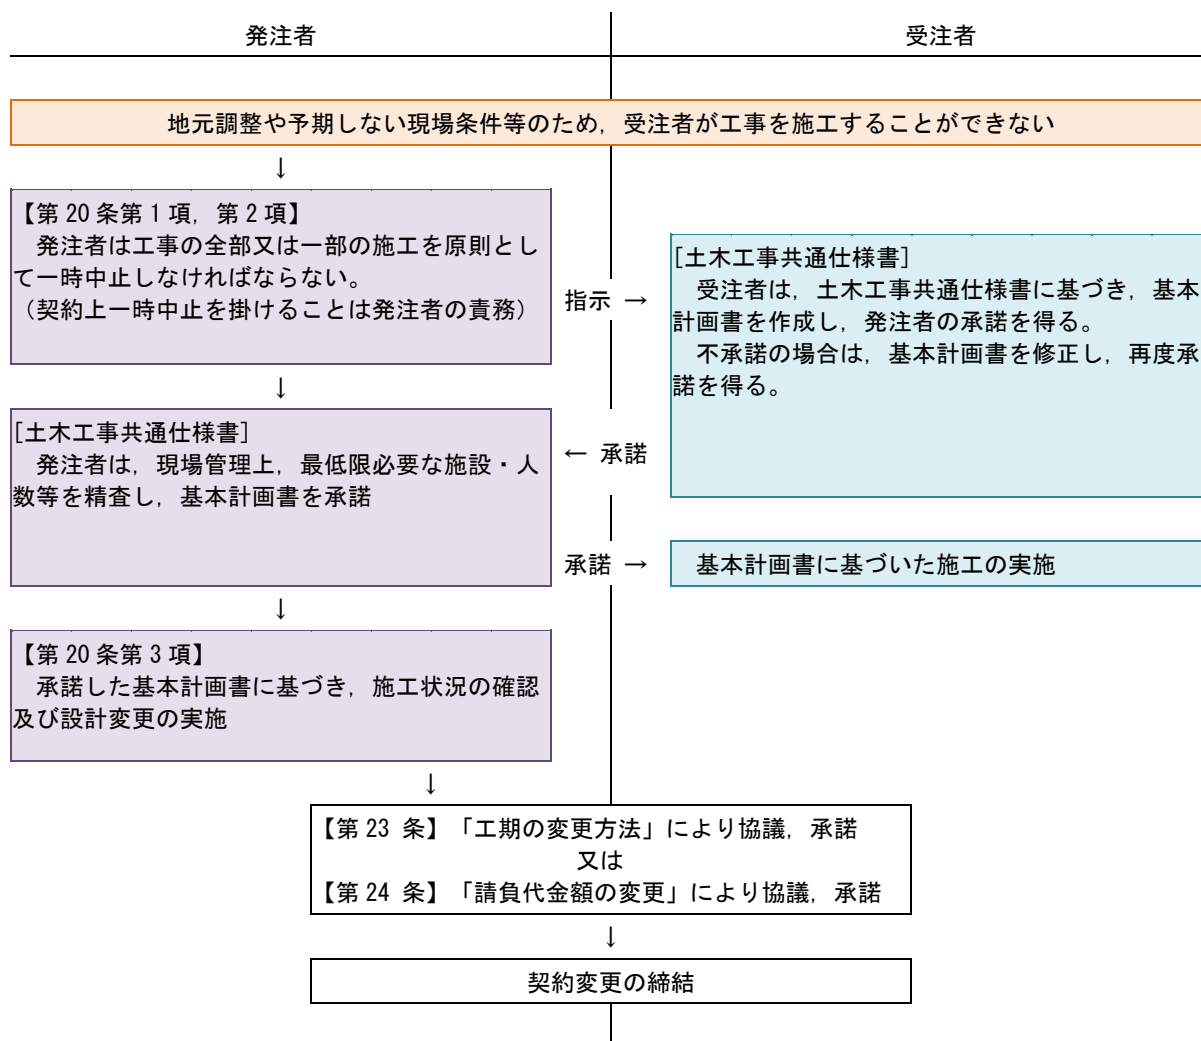 発注者
受注者
地元調整や予期しない現場条件等のため，受注者が工事を施工することができない
↓
【第 20 条第 1 項，第 2 項】
発注者は工事の全部又は一部の施工を原則とし
て一時中止しなければならない。
（契約上一時中止を掛けることは発注者の責務）
指示 →
[土木工事共通仕様書]
受注者は，土木工事共通仕様書に基づき，基本
計画書を作成し，発注者の承諾を得る。
不承諾の場合は，基本計画書を修正し，再度承
諾を得る。
↓
[土木工事共通仕様書]
発注者は，現場管理上，最低限必要な施設・人
数等を精査し，基本計画書を承諾
← 承諾
承諾 →
基本計画書に基づいた施工の実施
↓
【第 20 条第 3 項】
承諾した基本計画書に基づき，施工状況の確認
及び設計変更の実施
↓
【第 23 条】「工期の変更方法」により協議，承諾
又は
【第 24 条】「請負代金額の変更」により協議，承諾
↓
契約変更の締結